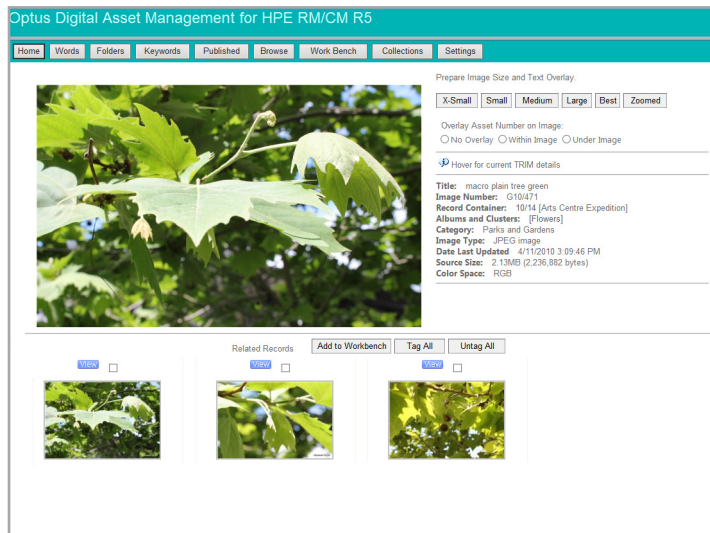 Optus Digital Asset Management for HPE RM/CM R5
Home Words Folders Keywords Published Browse Work Bench Collections Settings
Prepare Image Size and Text Overlay.
X-Small Small Medium Large Best Zoomed
Overlay Asset Number on Image:
No Overlay Within Image Under Image
Hover for current TRIM details
Title: macro plain tree green
Image Number: G10/471
Record Container: 10/14 [Arts Centre Expedition]
Albums and Clusters: [Flowers]
Category: Parks and Gardens
Image Type: JPEG image
Date Last Updated 4/11/2010 3:09:46 PM
Source Size: 2.13MB (2,236,882 bytes)
Color Space: RGB
Related Records Add to Workbench Tag All Untag All
View View View